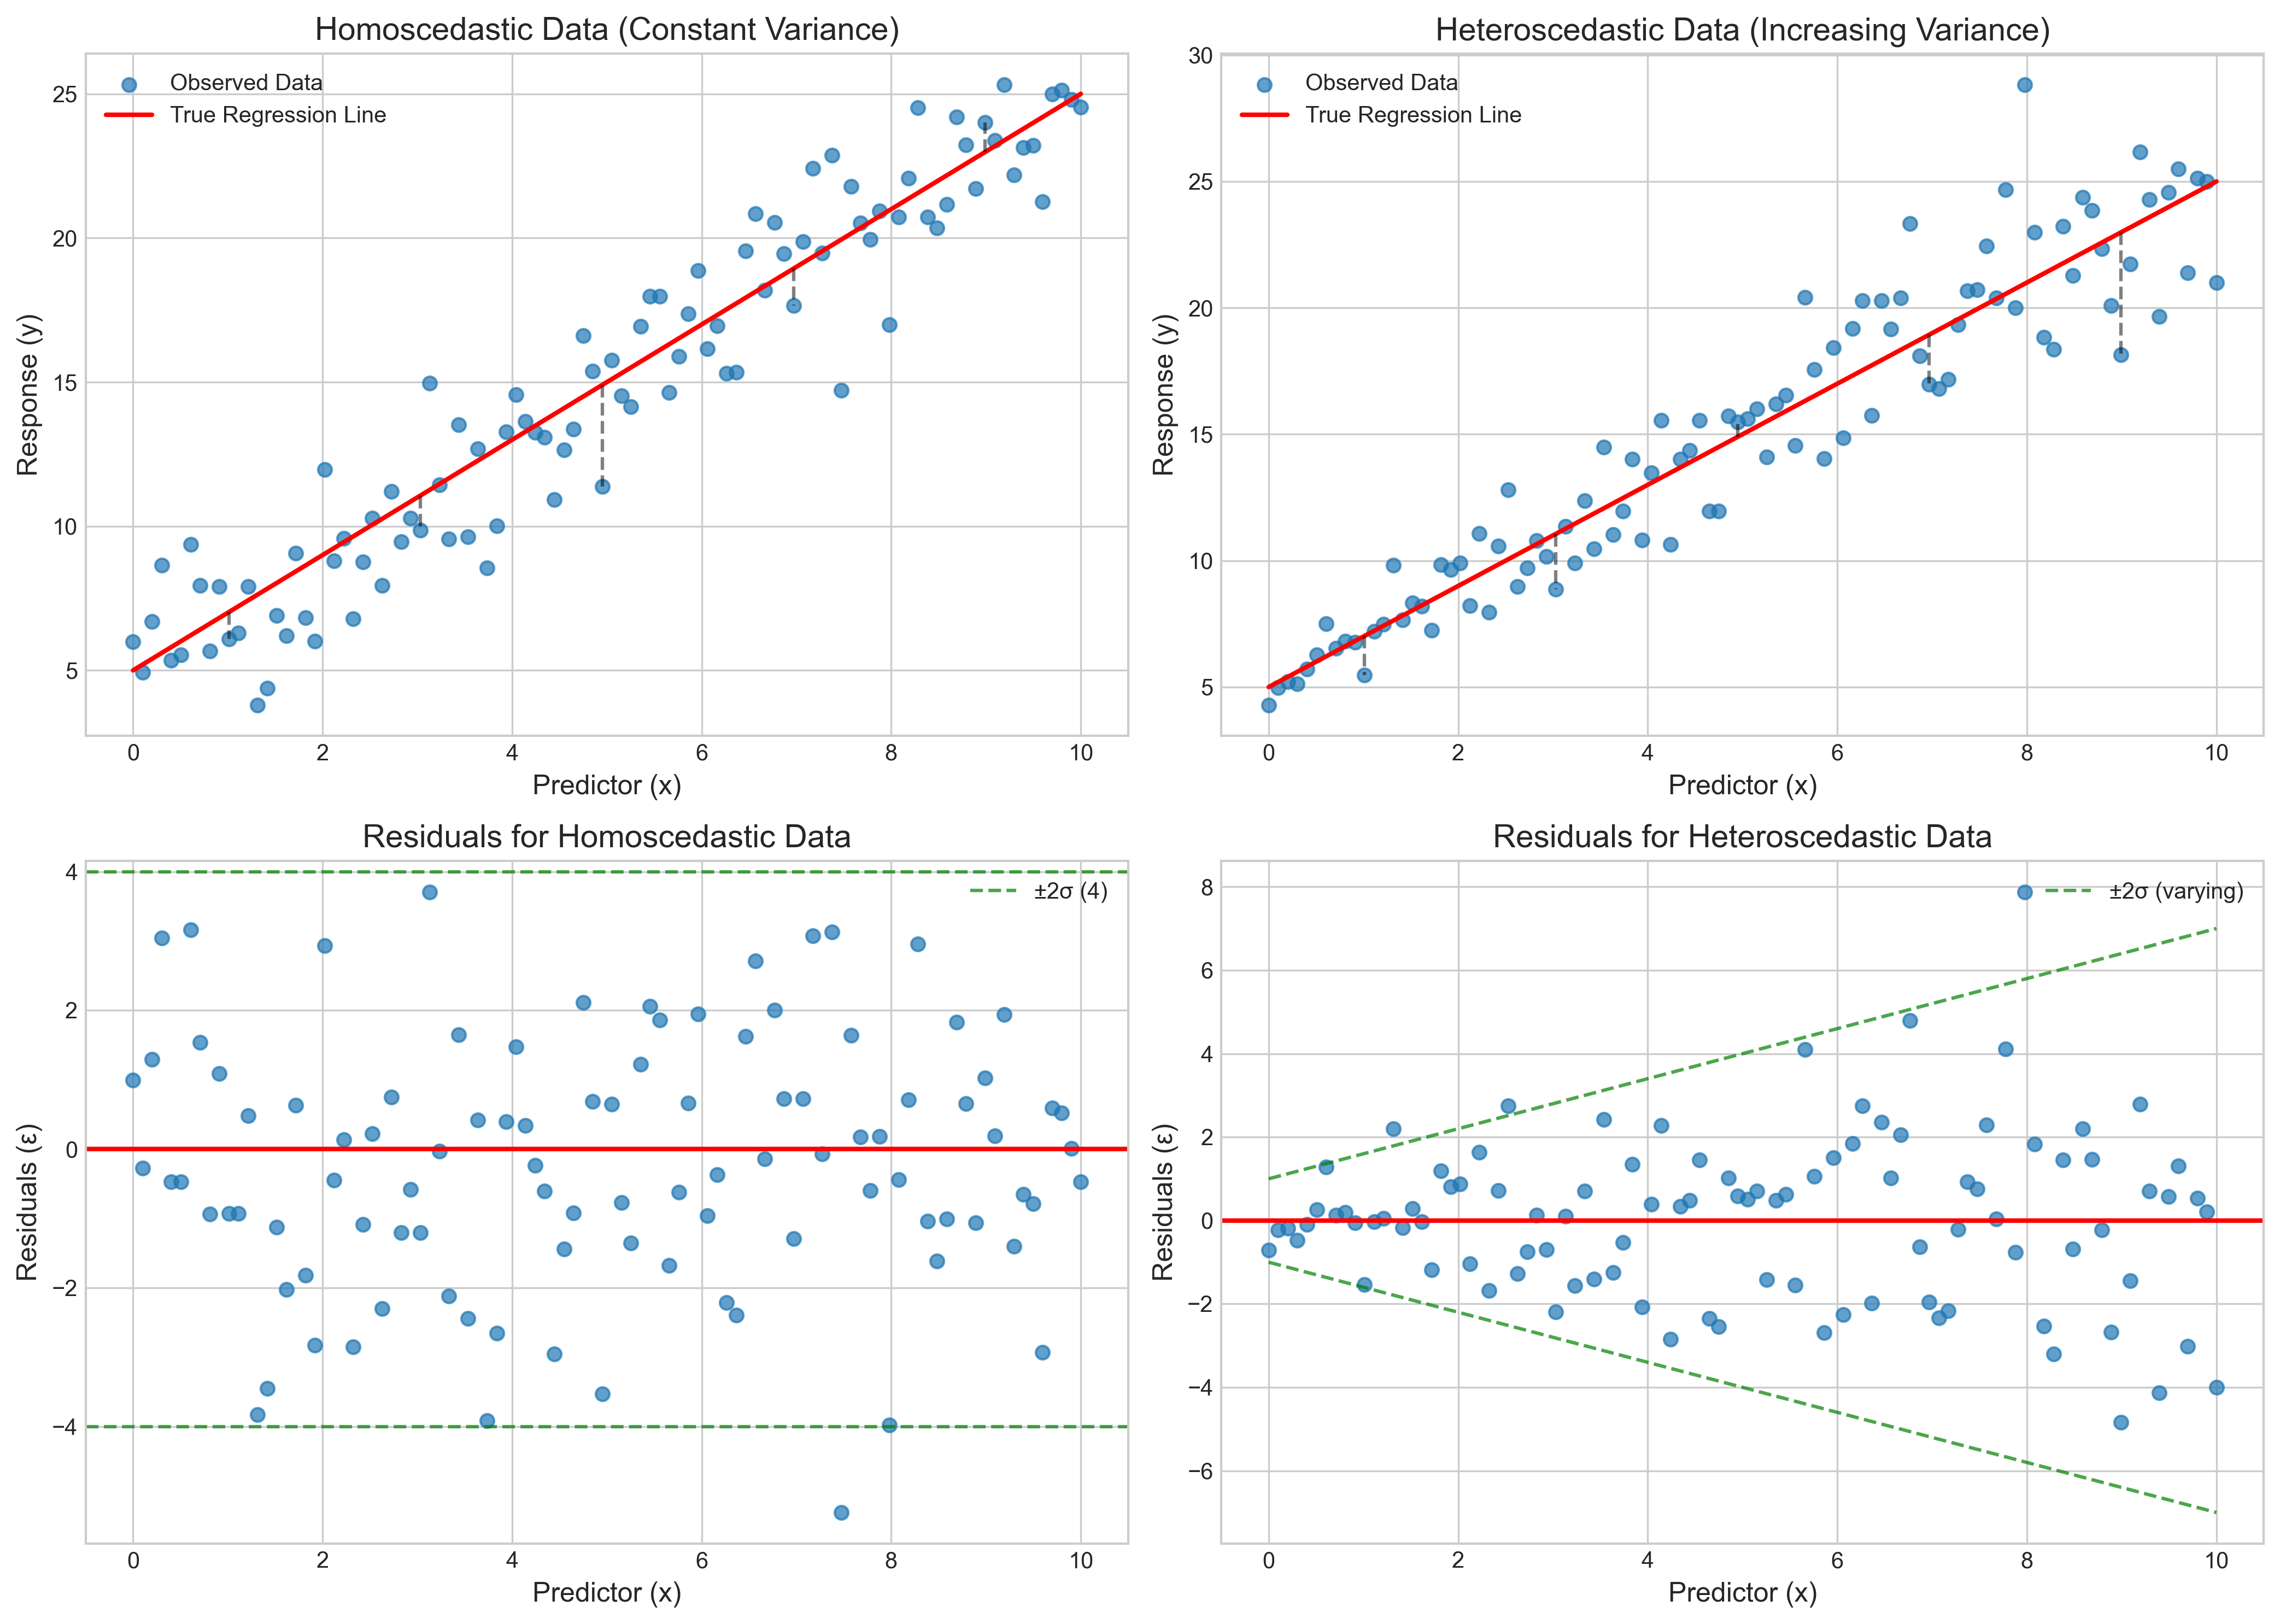 Homoscedastic Data (Constant Variance)
Observed Data
True Regression Line
25
20
15
10
5
Response (y)
0 2 4 6 8 10
Predictor (x)
Heteroscedastic Data (Increasing Variance)
Observed Data
True Regression Line
30
25
20
15
10
5
Response (y)
0 2 4 6 8 10
Predictor (x)
Residuals for Homoscedastic Data
±2σ (4)
4
2
0
−2
−4
Residuals (ε)
0 2 4 6 8 10
Predictor (x)
Residuals for Heteroscedastic Data
±2σ (varying)
8
6
4
2
0
−2
−4
−6
Residuals (ε)
0 2 4 6 8 10
Predictor (x)